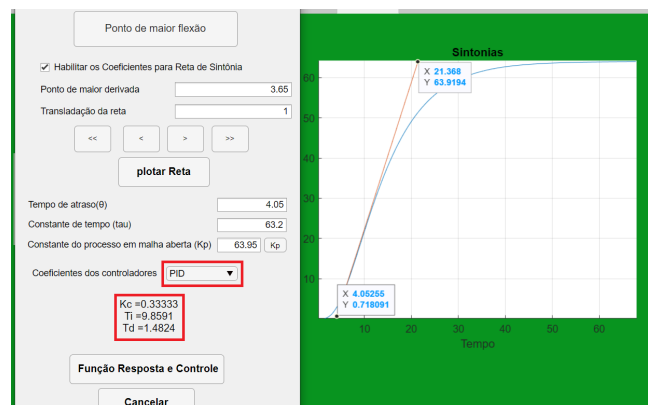 Ponto de maior flexão
Habilitar os Coeficientes para Reta de Sintônia
Ponto de maior derivada 3.65
Transladação da reta 1
<< < > >>
plotar Reta
Tempo de atraso(θ) 4.05
Constante de tempo (tau) 63.2
Constante do processo em malha aberta (Kp) 63.95 Kp
Coeficientes dos controladores PID
Kc =0.33333
Ti =9.8591
Td =1.4824
Função Resposta e Controle
Cancelar
Sintonias
X 21.368
Y 63.9194
60
50
40
30
20
10
X 4.05255
Y 0.718091
10 20 30 40 50 60
Tempo